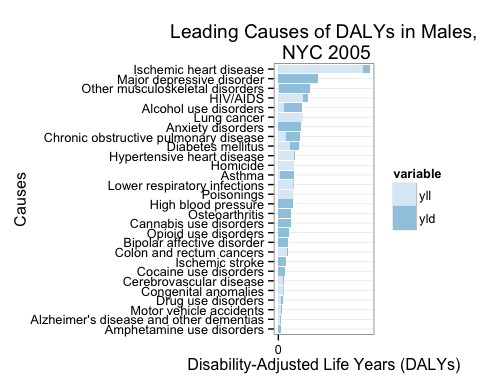 Leading Causes of DALYs in Males,
NYC 2005
Ischemic heart disease
Major depressive disorder
Other musculoskeletal disorders
HIV/AIDS
Alcohol use disorders
Lung cancer
Anxiety disorders
Chronic obstructive pulmonary disease
Diabetes mellitus
Hypertensive heart disease
Homicide
Asthma
Lower respiratory infections
Poisonings
High blood pressure
Osteoarthritis
Cannabis use disorders
Opioid use disorders
Bipolar affective disorder
Colon and rectum cancers
Ischemic stroke
Cocaine use disorders
Cerebrovascular disease
Congenital anomalies
Drug use disorders
Motor vehicle accidents
Alzheimer's disease and other dementias
Amphetamine use disorders
Causes
0
Disability-Adjusted Life Years (DALYs)
variable
yll
yld